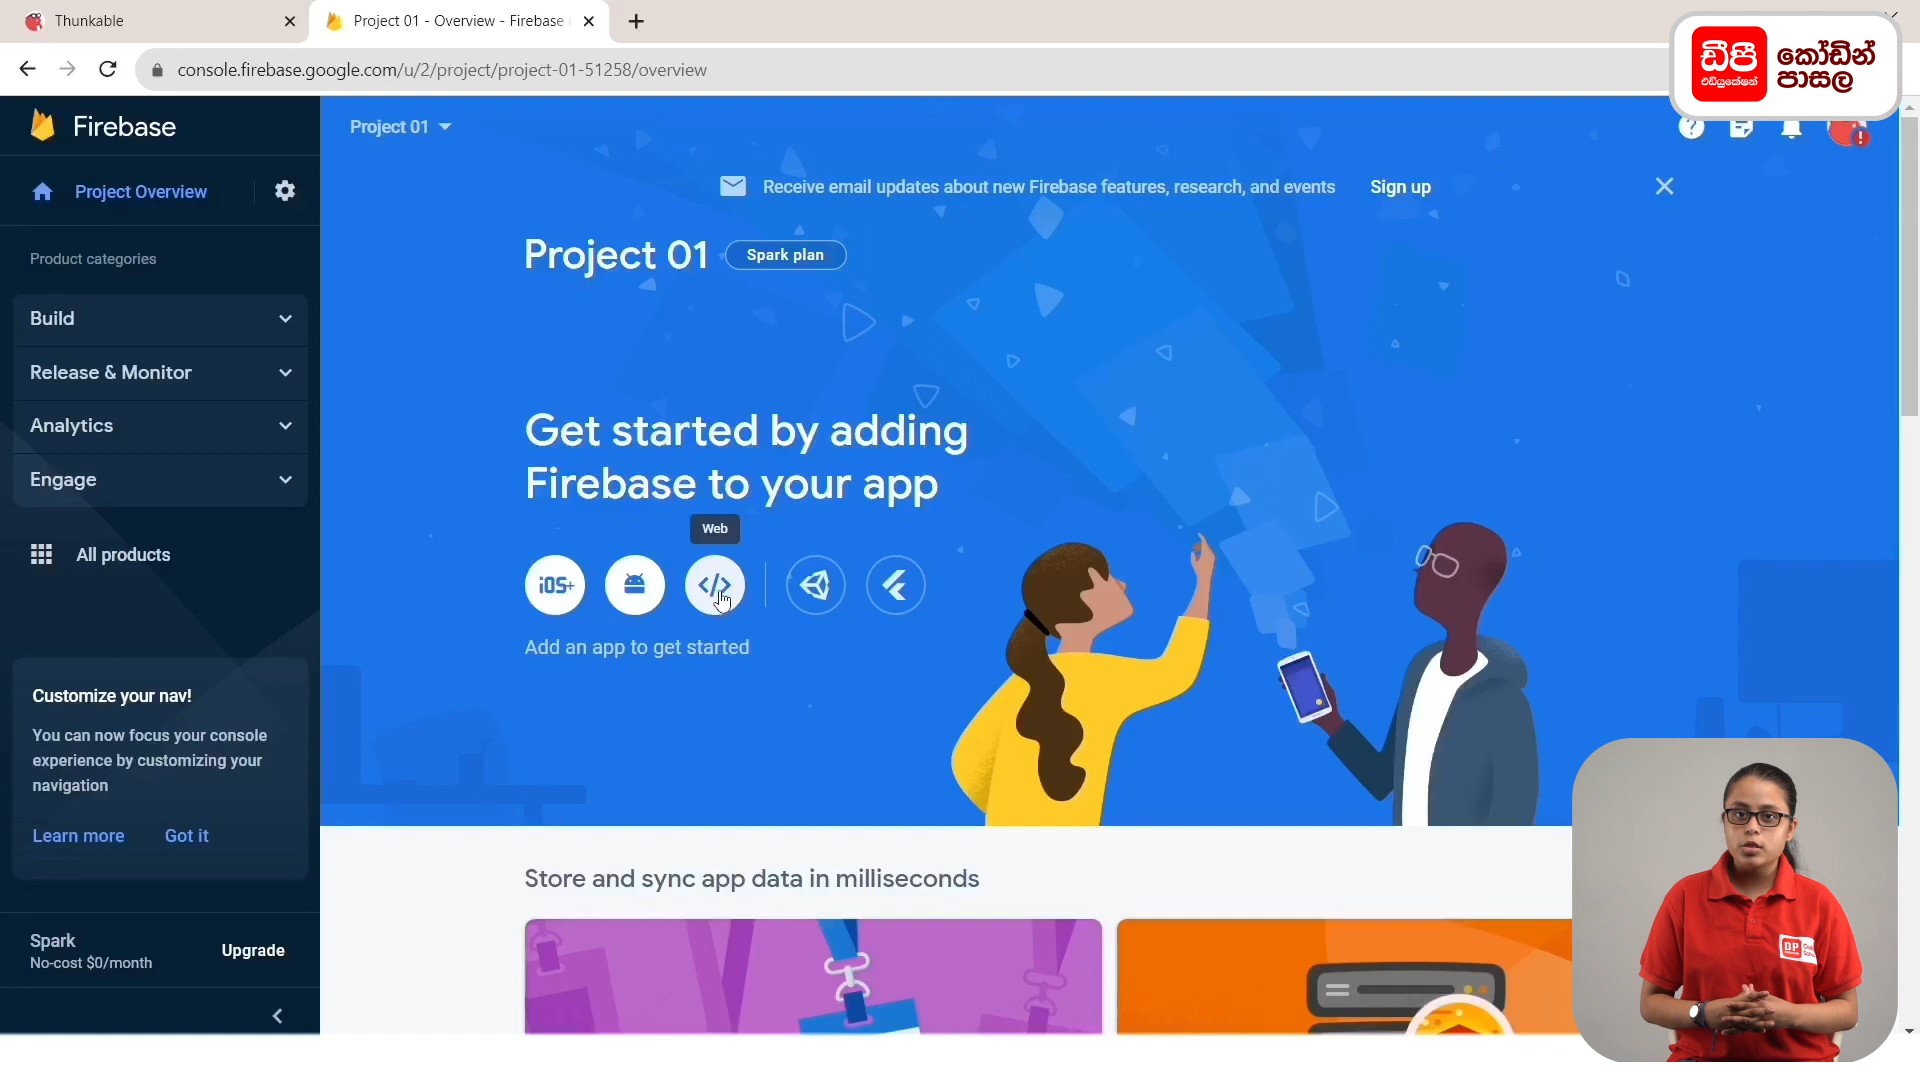 Thunkable
Project 01 - Overview - Firebase
console.firebase.google.com/u/2/project/project-01-51258/overview
ඩීපී
එඩියුකේෂන්
කෝඩින්
පාසල
Firebase
Project 01
Project Overview
Receive email updates about new Firebase features, research, and events
Sign up
Project 01
Spark plan
Product categories
Build
Release & Monitor
Analytics
Engage
All products
Get started by adding
Firebase to your app
Web
iOS+
Add an app to get started
Customize your nav!
You can now focus your console
experience by customizing your
navigation
Learn more
Got it
Store and sync app data in milliseconds
Spark
No-cost $0/month
Upgrade
DP